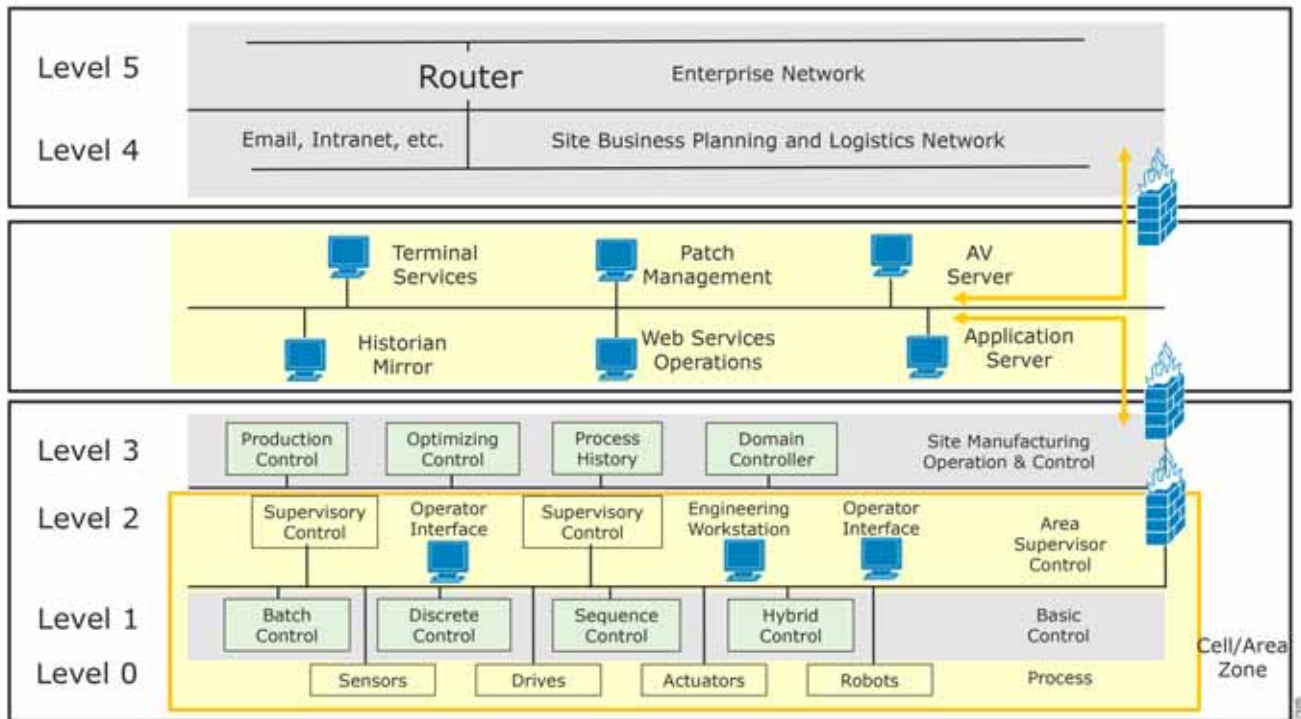 Level 5
Router
Enterprise Network
Level 4
Email, Intranet, etc.
Site Business Planning and Logistics Network
Terminal
Services
Patch
Management
AV
Server
Historian
Mirror
Web Services
Operations
Application
Server
Level 3
Production
Control
Optimizing
Control
Process
History
Domain
Controller
Site Manufacturing
Operation & Control
Level 2
Supervisory
Control
Operator
Interface
Supervisory
Control
Engineering
Workstation
Operator
Interface
Area
Supervisor
Control
Level 1
Batch
Control
Discrete
Control
Sequence
Control
Hybrid
Control
Basic
Control
Level 0
Sensors
Drives
Actuators
Robots
Process
Cell/Area
Zone